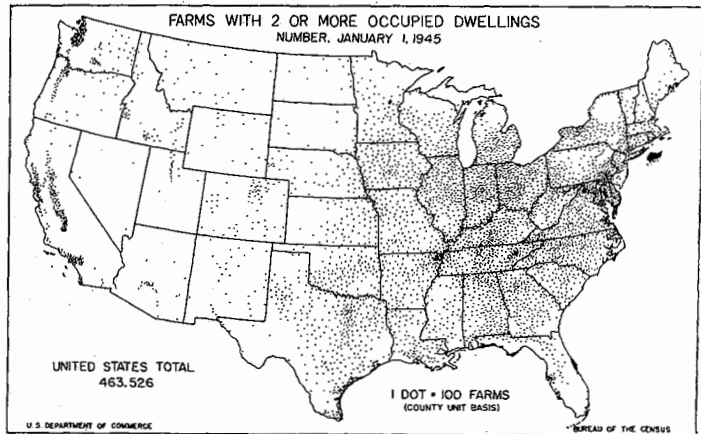 FARMS WITH 2 OR MORE OCCUPIED DWELLINGS
NUMBER, JANUARY 1, 1945
UNITED STATES TOTAL
463,526
1 DOT = 100 FARMS
(COUNTY UNIT BASIS)
U. S. DEPARTMENT OF COMMERCE
BUREAU OF THE CENSUS